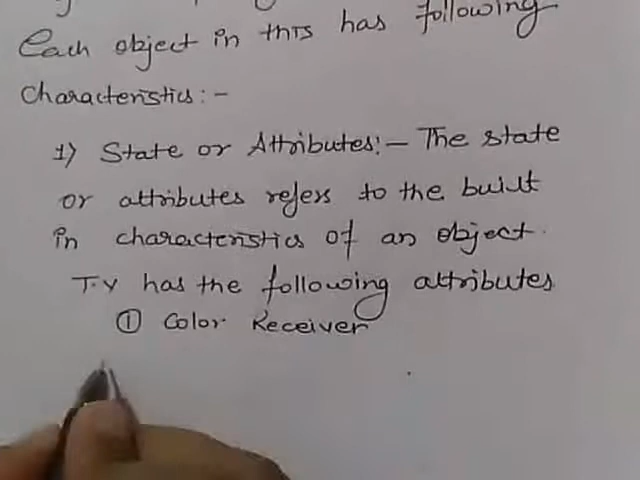 Each object in this has following
characteristics:-
1) State or Attributes:- The state
or attributes refers to the built
in characteristics of an object.
T.V has the following attributes
① Color Receiver